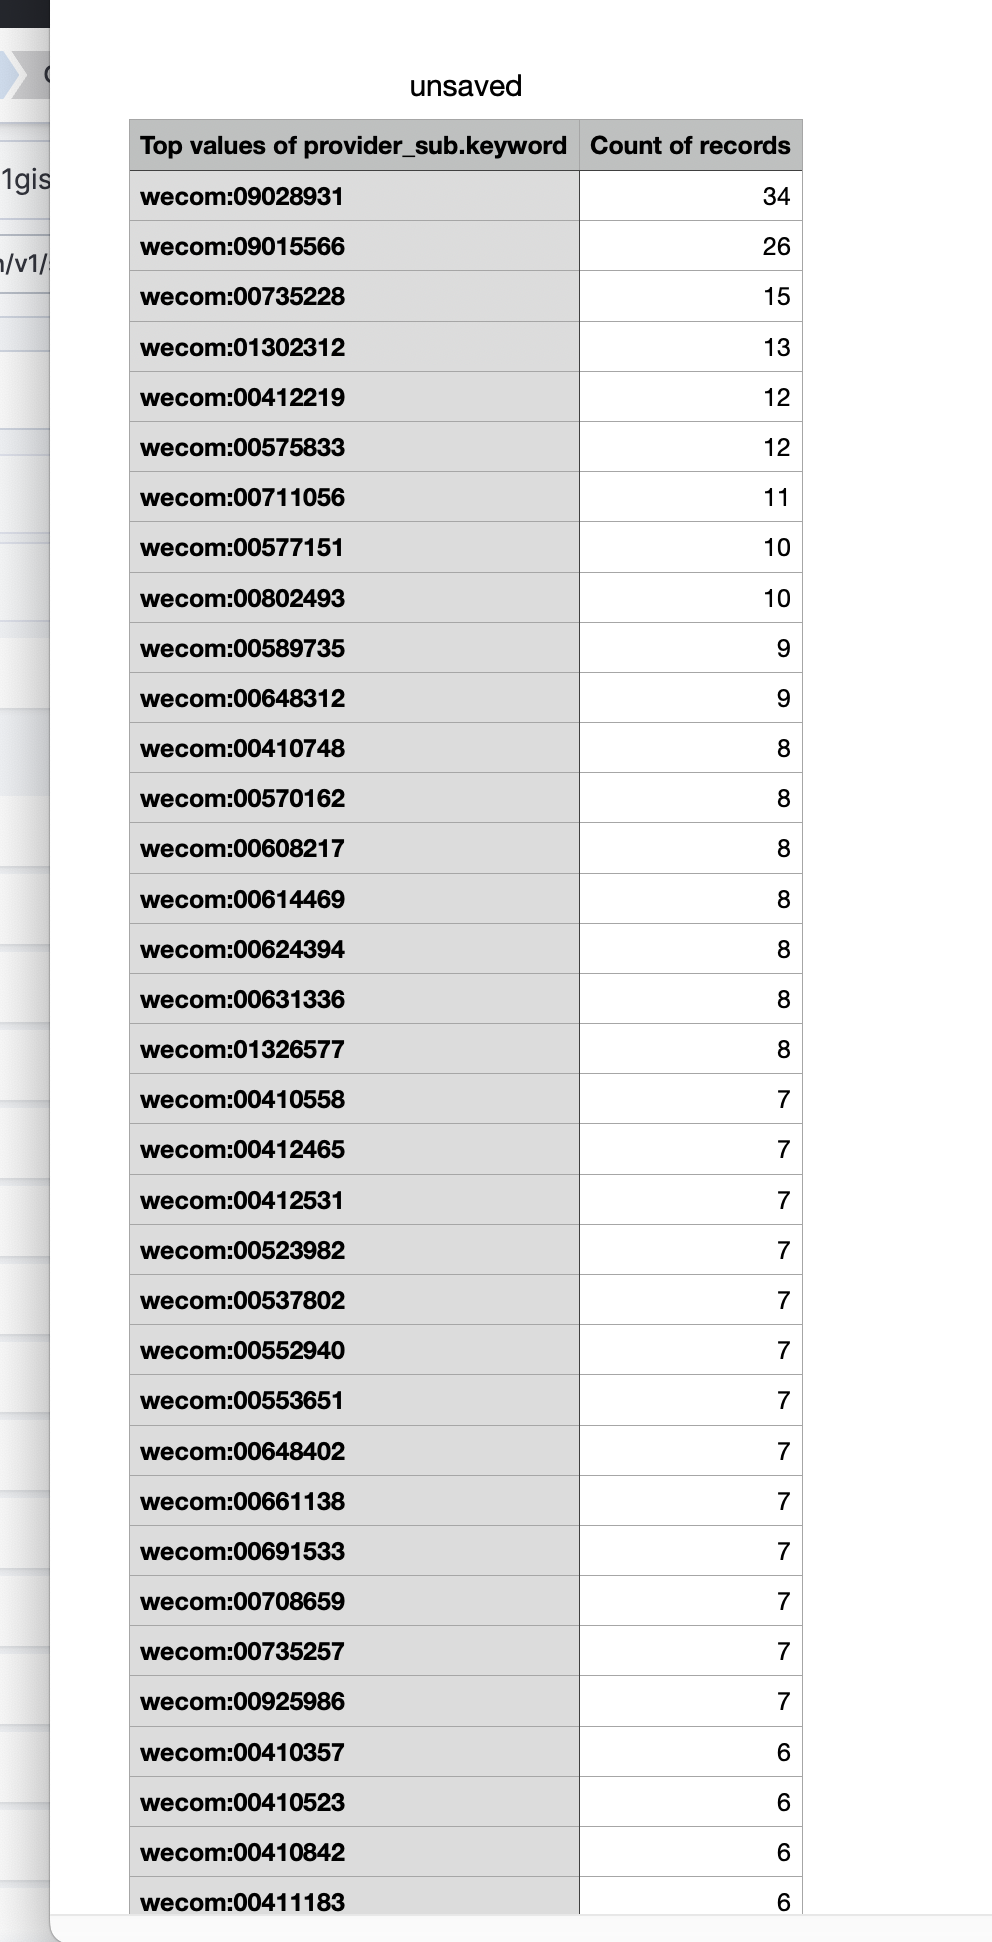 unsaved
Top values of provider_sub.keyword Count of records
wecom:09028931 34
wecom:09015566 26
1gis
wecom:00735228 15
n/v1/
wecom:01302312 13
wecom:00412219 12
wecom:00575833 12
wecom:00711056 11
wecom:00577151 10
wecom:00802493 10
wecom:00589735 9
wecom:00648312 9
wecom:00410748 8
wecom:00570162 8
wecom:00608217 8
wecom:00614469 8
wecom:00624394 8
wecom:00631336 8
wecom:01326577 8
wecom:00410558 7
wecom:00412465 7
wecom:00412531 7
wecom:00523982 7
wecom:00537802 7
wecom:00552940 7
wecom:00553651 7
wecom:00648402 7
wecom:00661138 7
wecom:00691533 7
wecom:00708659 7
wecom:00735257 7
wecom:00925986 7
wecom:00410357 6
wecom:00410523 6
wecom:00410842 6
wecom:00411183 6